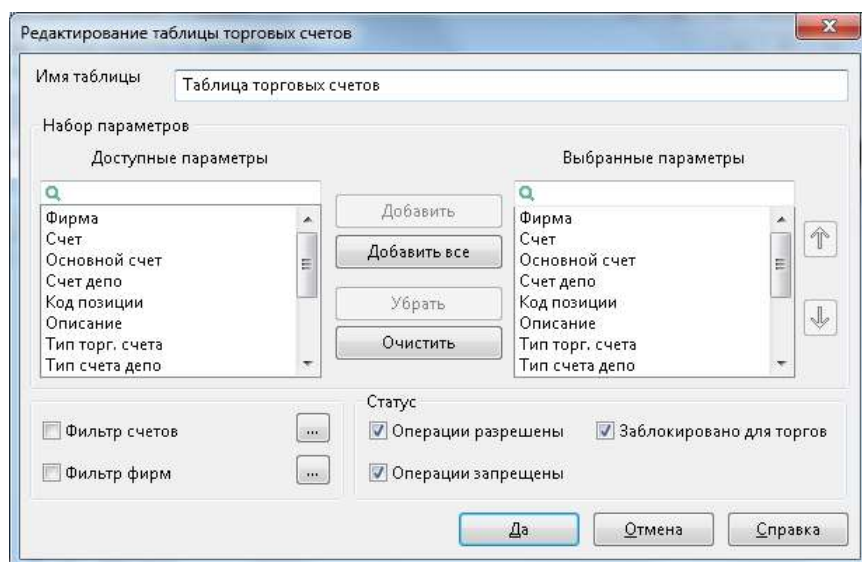 Редактирование таблицы торговых счетов
Имя таблицы
Таблица торговых счетов
Набор параметров
Доступные параметры
Выбранные параметры
Фирма
Счет
Основной счет
Счет депо
Код позиции
Описание
Тип торг. счета
Тип счета депо
Добавить
Добавить все
Убрать
Очистить
Фирма
Счет
Основной счет
Счет депо
Код позиции
Описание
Тип торг. счета
Тип счета депо
Фильтр счетов ...
Фильтр фирм ...
Статус
Операции разрешены Заблокировано для торгов
Операции запрещены
Да Отмена Справка